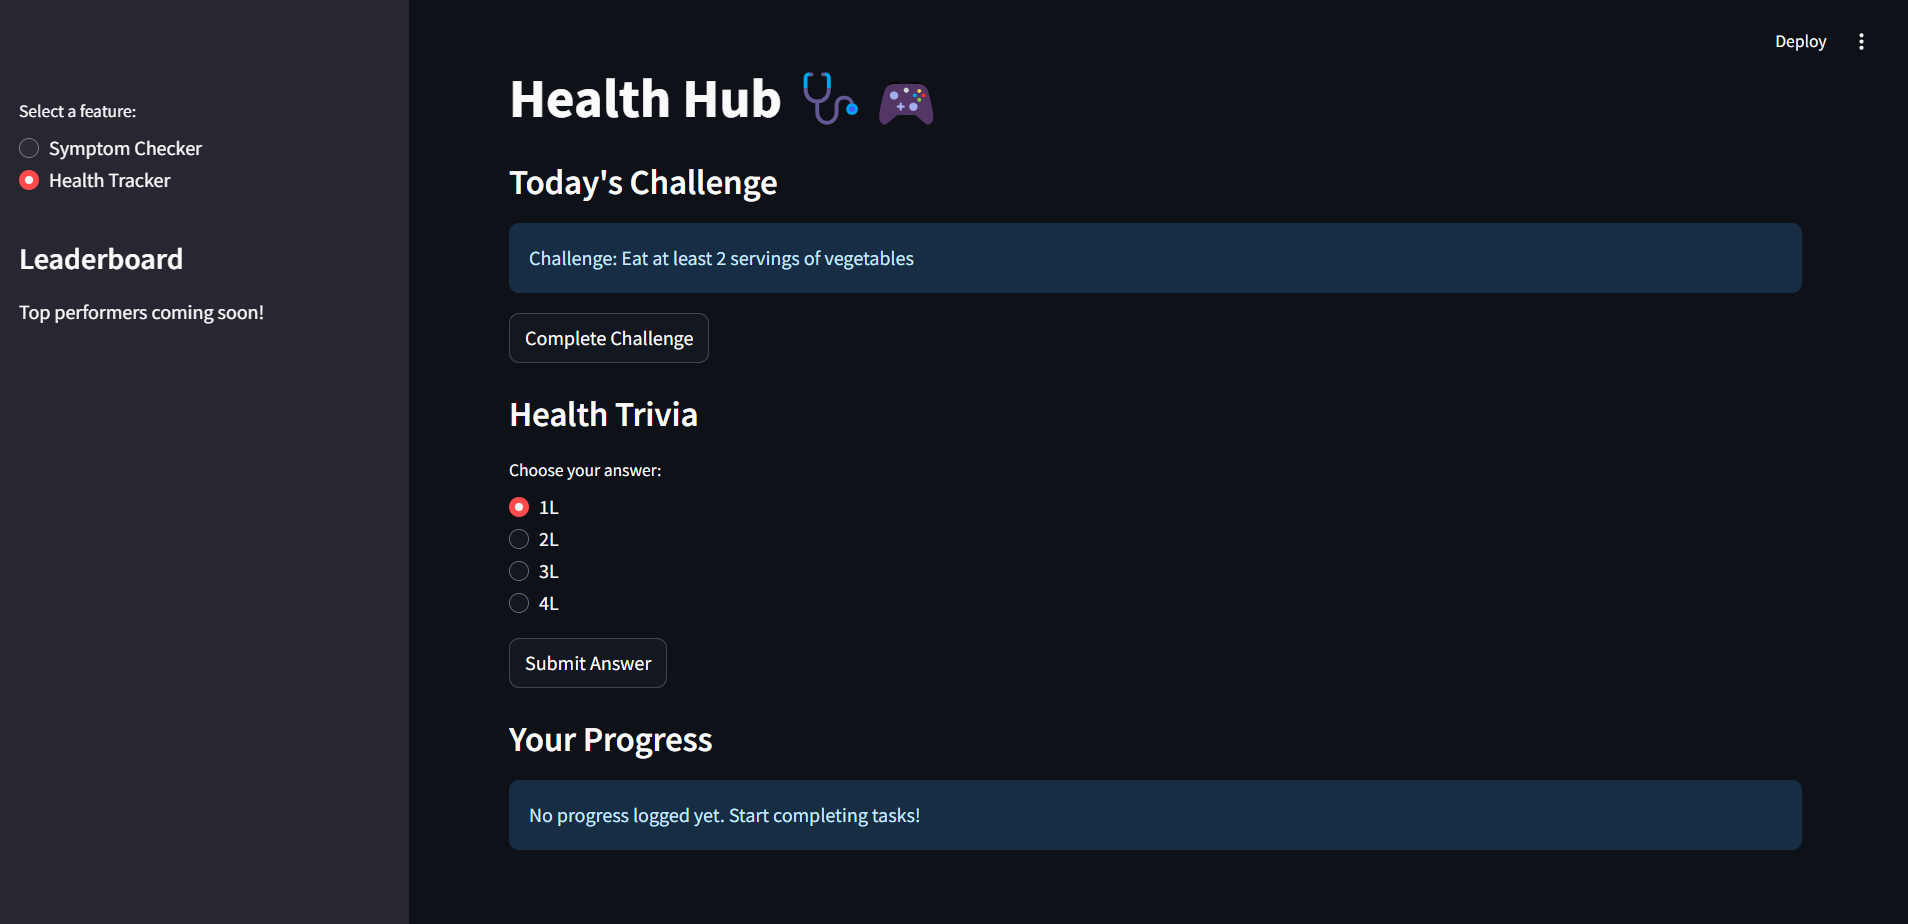 Deploy
Select a feature:
Symptom Checker
Health Tracker
Leaderboard
Top performers coming soon!
Health Hub
Today's Challenge
Challenge: Eat at least 2 servings of vegetables
Complete Challenge
Health Trivia
Choose your answer:
1L
2L
3L
4L
Submit Answer
Your Progress
No progress logged yet. Start completing tasks!